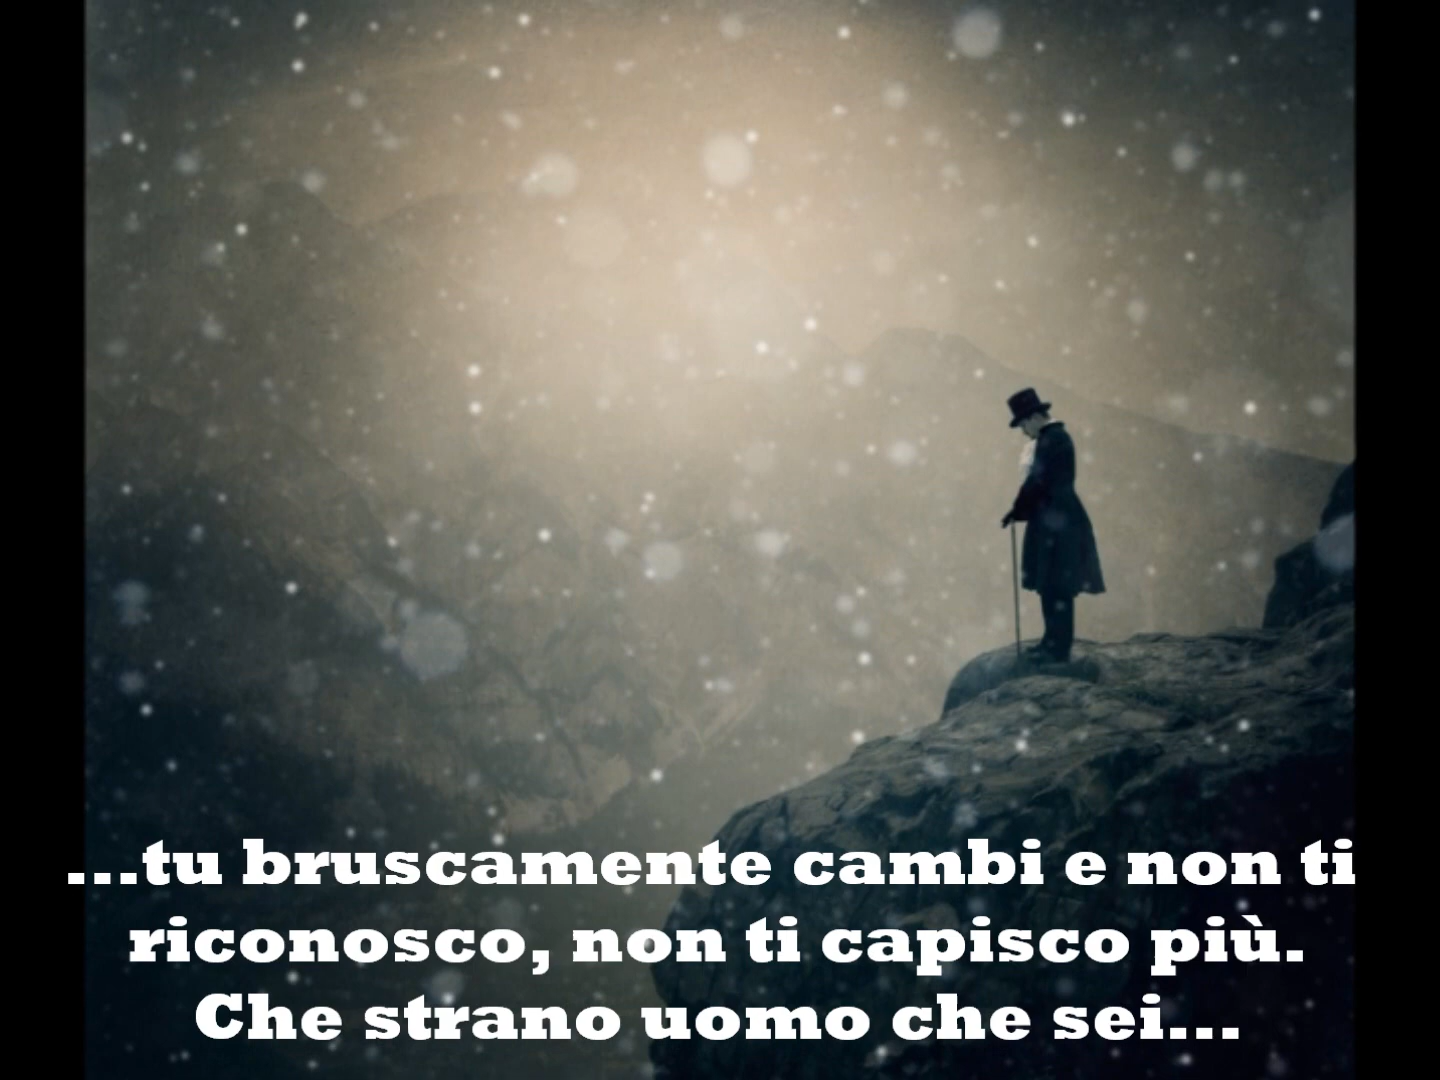 ...tu bruscamente cambi e non ti
riconosco, non ti capisco più.
Che strano uomo che sei...